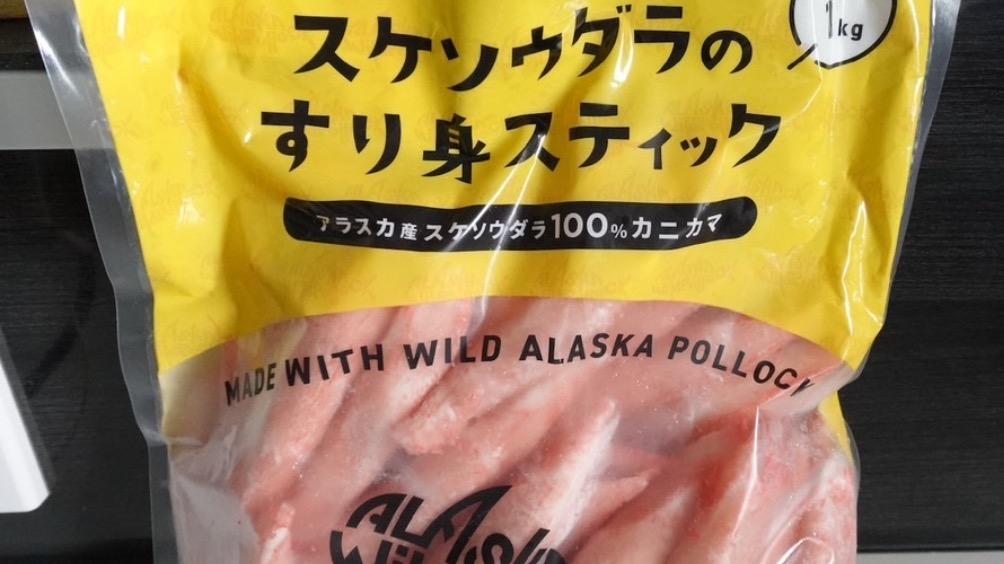 1kg
スケソウダラの
すり身スティック
アラスカ産スケソウダラ100%カニカマ
MADE WITH WILD ALASKA POLLOCK